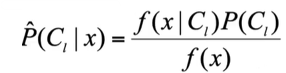 P̂(C_l | x) = f(x | C_l)P(C_l) / f(x)